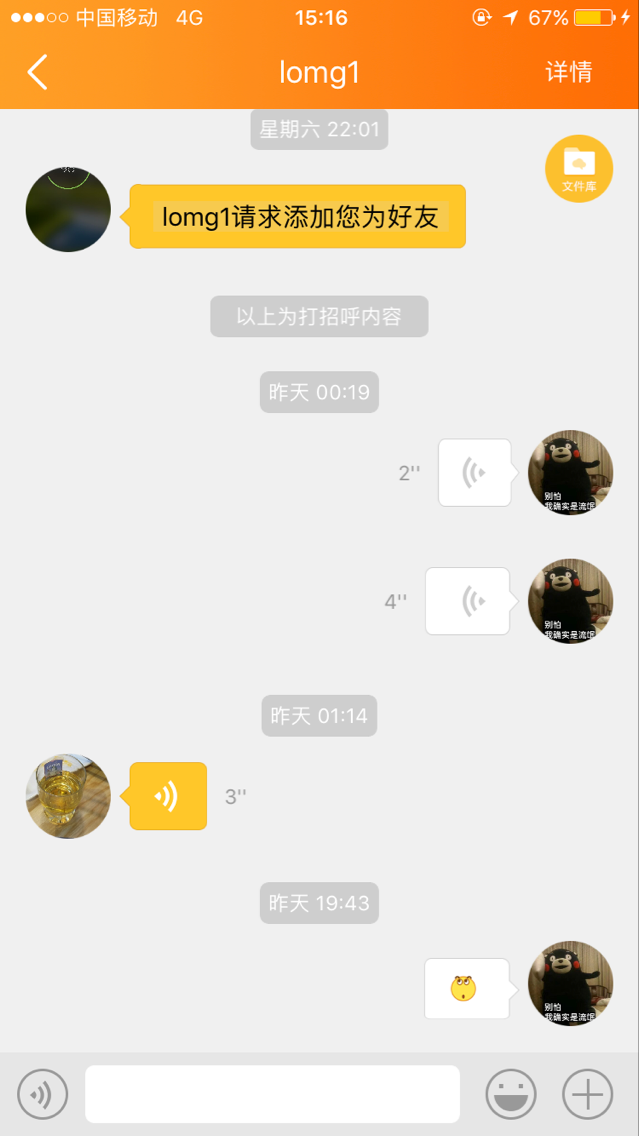 中国移动 4G 15:16 67%
lomg1 详情
星期六 22:01
文件库
lomg1请求添加您为好友
以上为打招呼内容
昨天 00:19
2''
别怕
我确实是流氓
4''
别怕
我确实是流氓
昨天 01:14
3''
昨天 19:43
别怕
我确实是流氓